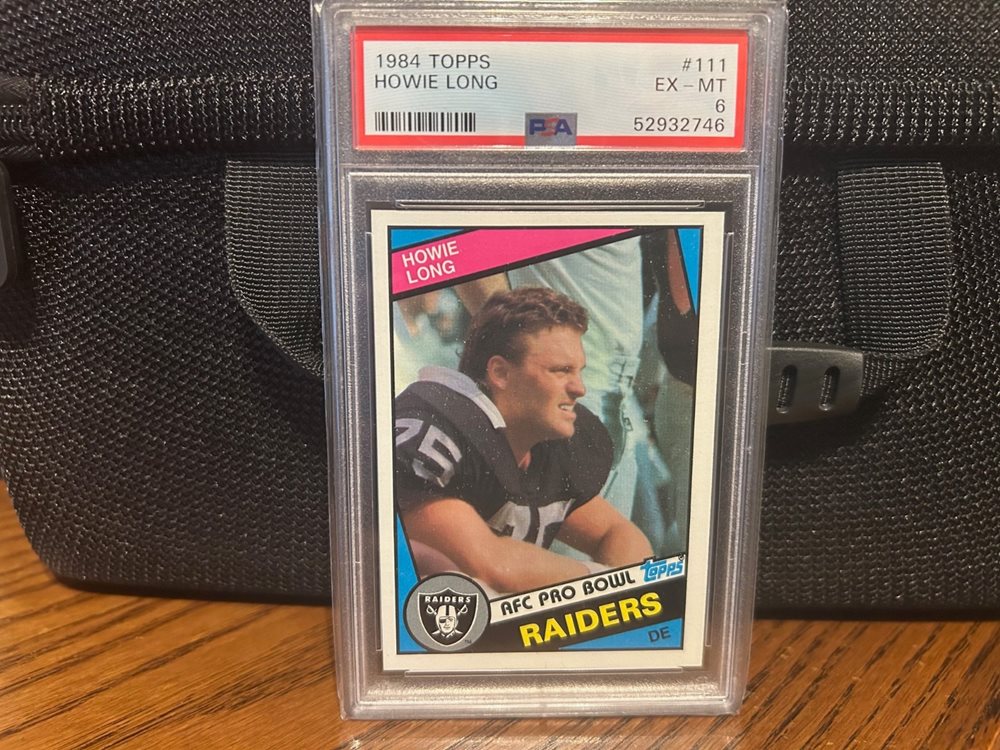 1984 TOPPS #111
HOWIE LONG EX - MT
6
PSA 52932746
HOWIE
LONG
75
75
topps
AFC PRO BOWL
RAIDERS
RAIDERS
DE